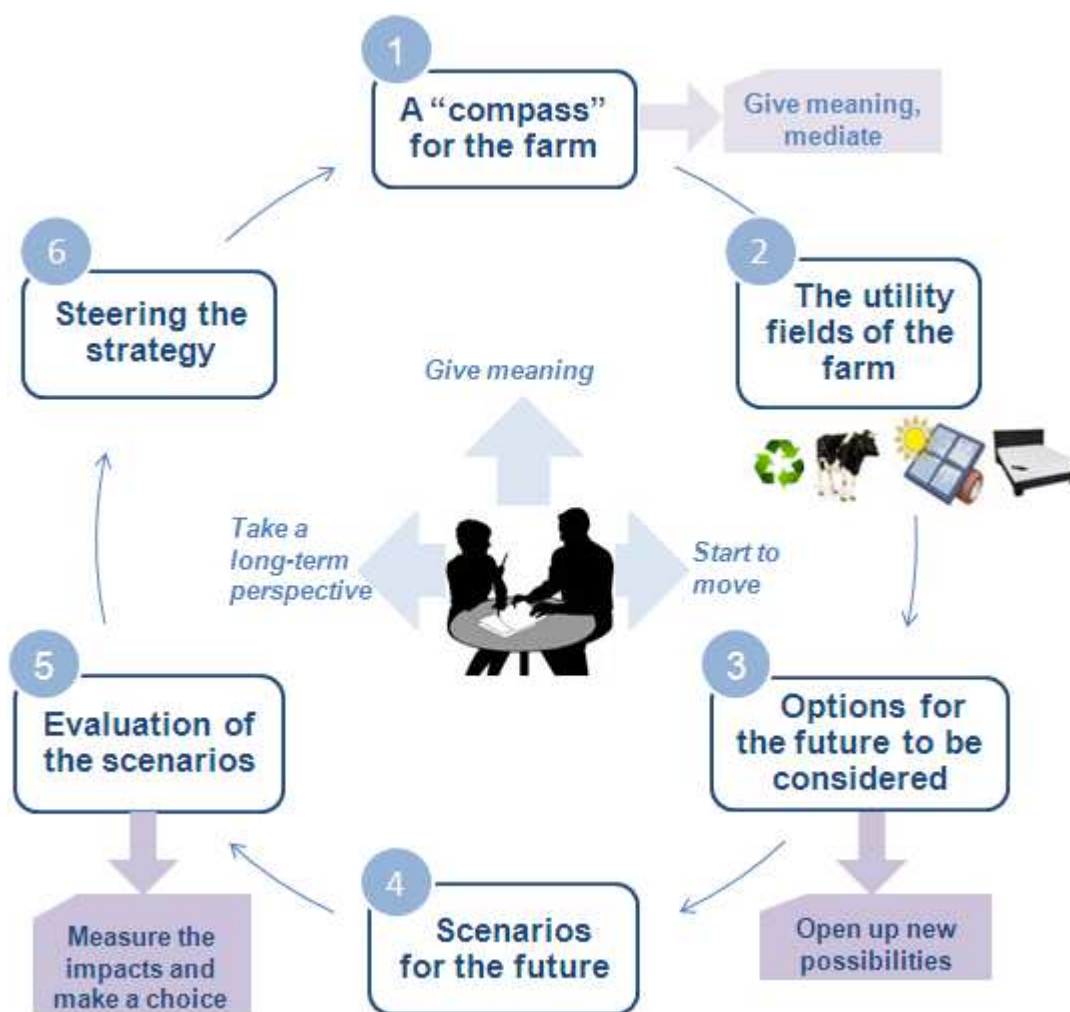 1
A “compass”
for the farm
Give meaning,
mediate
2
The utility
fields of the
farm
3
Options for
the future to be
considered
Open up new
possibilities
4
Scenarios
for the future
5
Evaluation of
the scenarios
Measure the
impacts and
make a choice
6
Steering the
strategy
Give meaning
Take a
long-term
perspective
Start to
move